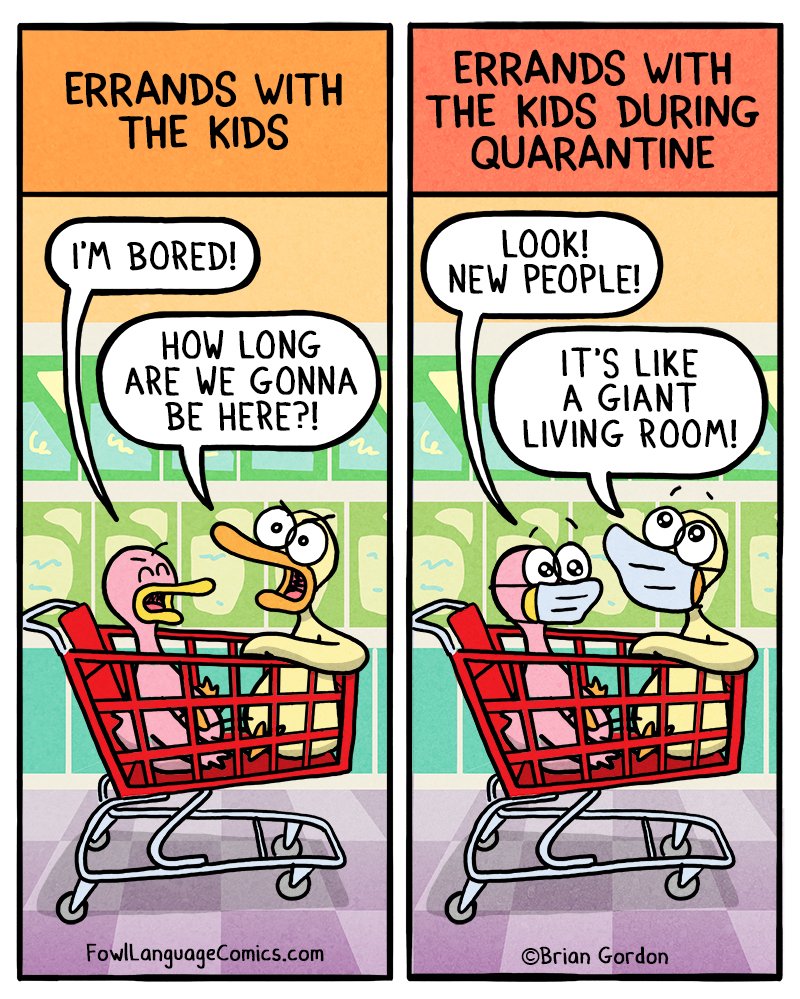 ERRANDS WITH
THE KIDS
I'M BORED!
HOW LONG
ARE WE GONNA
BE HERE?!
FowlLanguageComics.com
ERRANDS WITH
THE KIDS DURING
QUARANTINE
LOOK!
NEW PEOPLE!
IT'S LIKE
A GIANT
LIVING ROOM!
©Brian Gordon